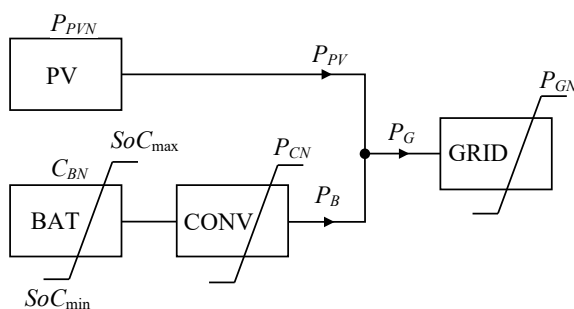 P_PVN
PV
P_PV
P_GN
SoC_max
P_CN
P_G
GRID
C_BN
BAT
CONV
P_B
SoC_min